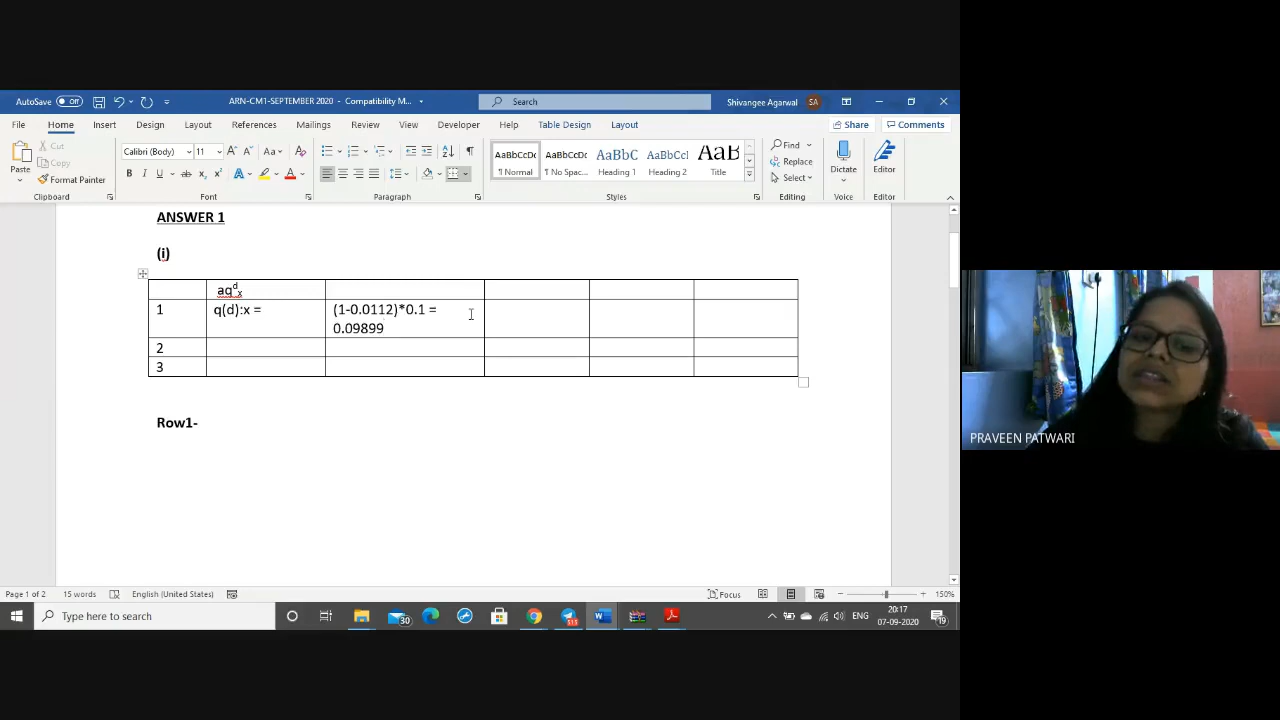 AutoSave Off
ARN-CM1-SEPTEMBER 2020 - Compatibility M...
Search
Shivangee Agarwal SA
File Home Insert Design Layout References Mailings Review View Developer Help Table Design Layout
Share Comments
Paste
Cut
Copy
Format Painter
Clipboard
Calibri (Body) 11
Font
Paragraph
AaBbCcDc AaBbCcDc AaBbC AaBbCcI AaB
¶ Normal ¶ No Spac... Heading 1 Heading 2 Title
Styles
Find
Replace
Select
Editing
Dictate
Voice
Editor
Editor
ANSWER 1
(i)
aqdx
1 q(d):x = (1-0.0112)*0.1 =
0.09899
2
3
Row1-
PRAVEEN PATWARI
Page 1 of 2 15 words English (United States) Focus 150%
Type here to search
30
ENG
20:17
07-09-2020
19